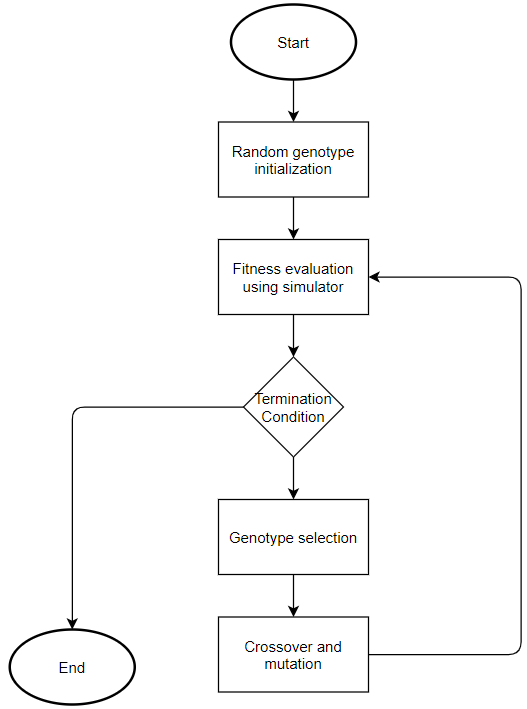 Start
Random genotype
initialization
Fitness evaluation
using simulator
Termination
Condition
Genotype selection
Crossover and
mutation
End